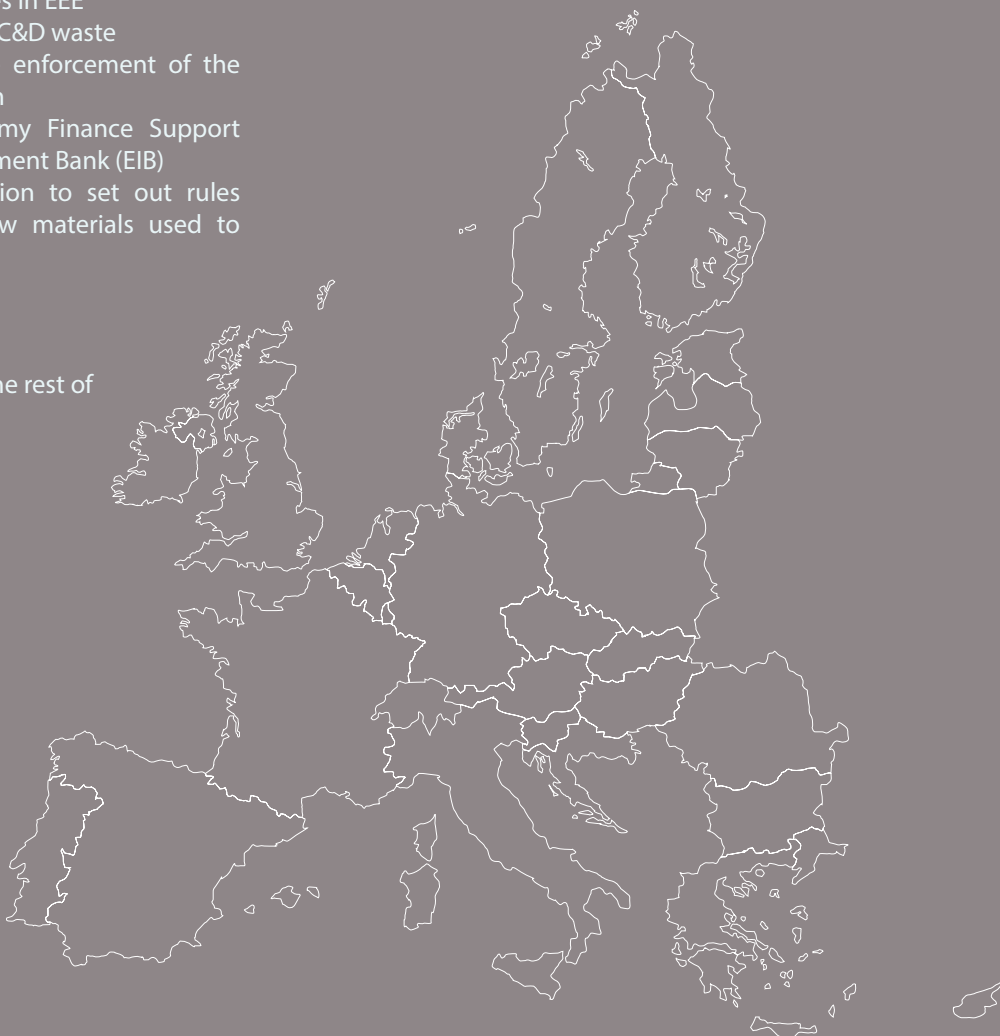 s in EEE
C&D waste
enforcement of the
n
my Finance Support
ment Bank (EIB)
ion to set out rules
w materials used to
he rest of